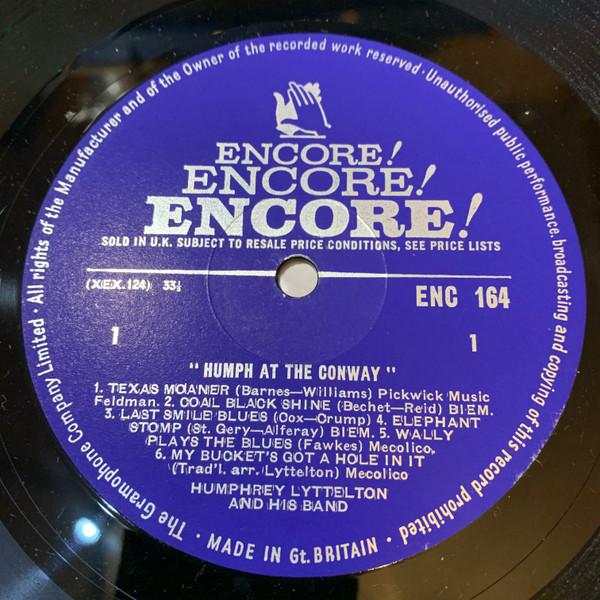 The Gramophone Company Limited · All rights of the Manufacturer and of the Owner of the recorded work reserved · Unauthorised public performance, broadcasting and copying of this record prohibited ·
ENCORE!
ENCORE!
ENCORE!
SOLD IN U.K. SUBJECT TO RESALE PRICE CONDITIONS, SEE PRICE LISTS
(XEX.124) 33⅓
ENC 164
1 1
" HUMPH AT THE CONWAY "
1. TEXAS MOANER (Barnes—Williams) Pickwick Music
Feldman. 2. COAL BLACK SHINE (Bechet—Reid) BIEM.
3. LAST SMILE BLUES (Cox—Crump) 4. ELEPHANT
STOMP (St. Gery—Alferay) BIEM. 5. WALLY
PLAYS THE BLUES (Fawkes) Mecolico.
6. MY BUCKET'S GOT A HOLE IN IT
(Trad'l. arr. Lyttelton) Mecolico
HUMPHREY LYTTELTON
AND HIS BAND
· MADE IN Gt. BRITAIN ·